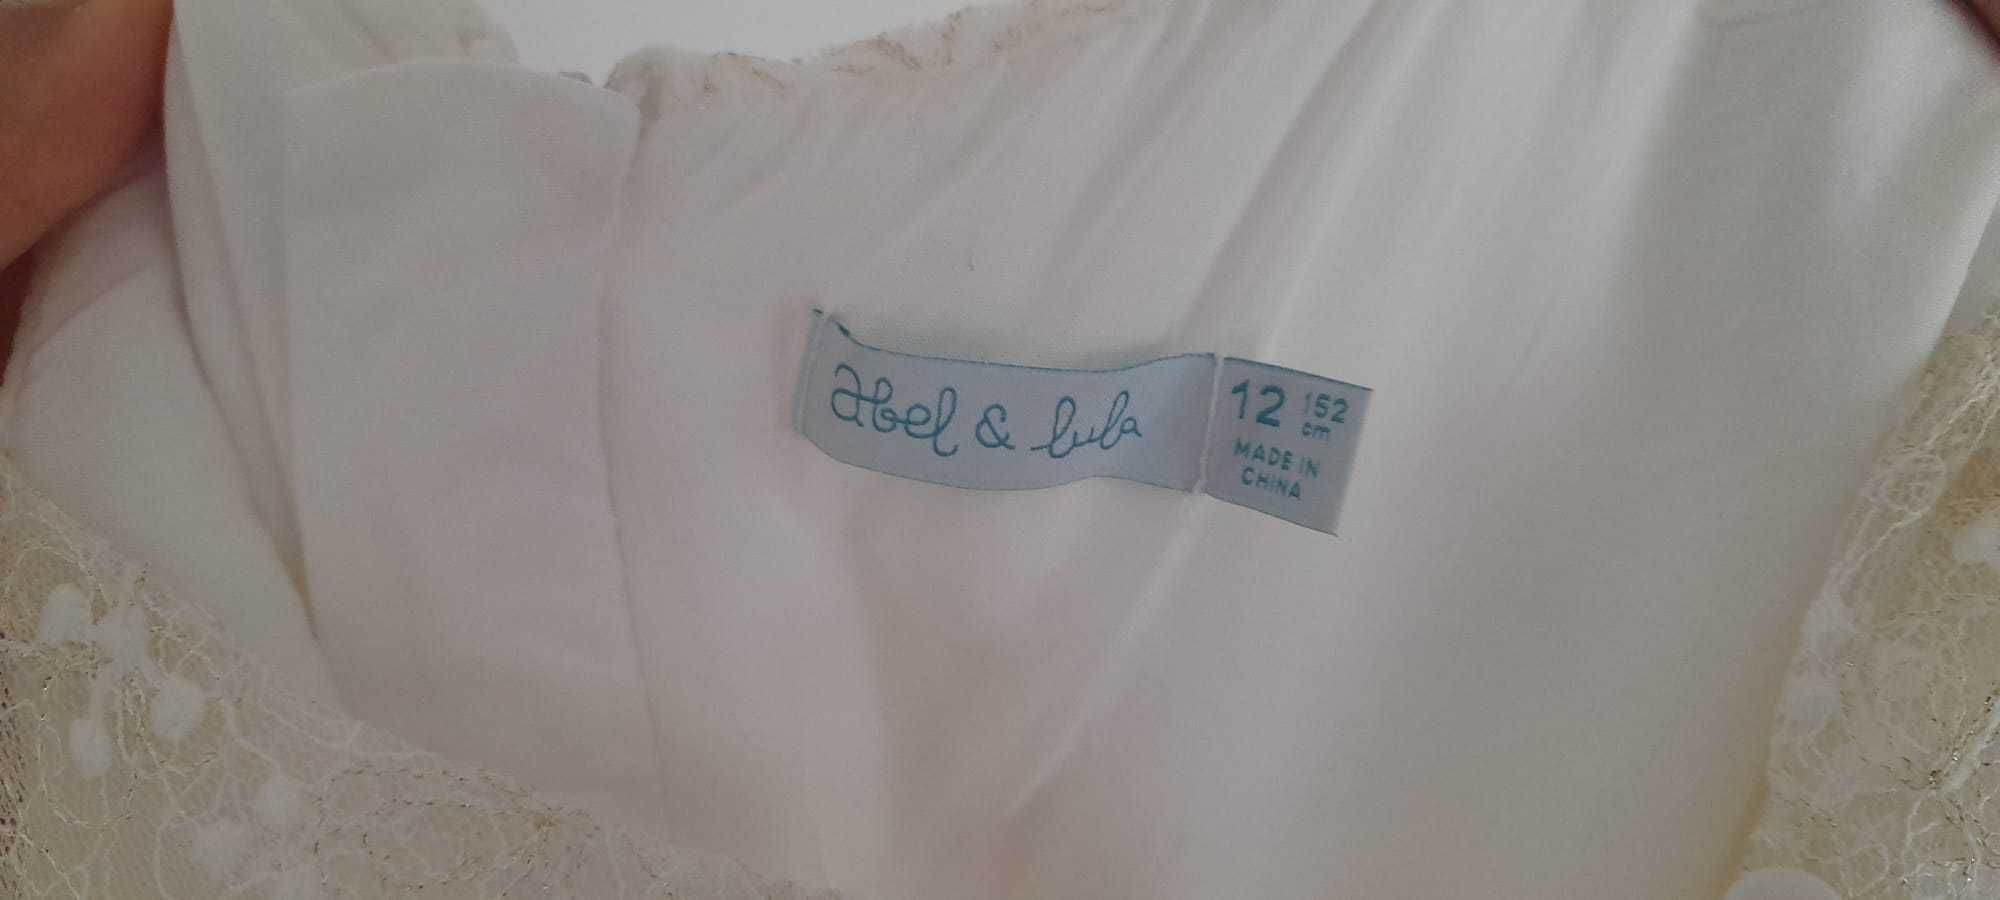 abel & lula
12 152 cm
MADE IN
CHINA